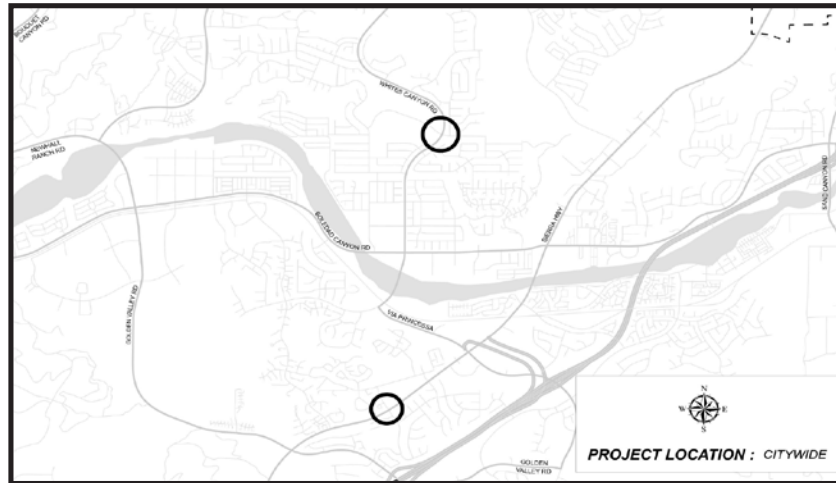 BOUQUET
CANYON RD
WHITES CANYON RD
NEWHALL
RANCH RD
SAND CANYON RD
SOLEDAD CANYON RD
SIERRA HWY
GOLDEN VALLEY RD
VIA PRINCESSA
N
W E
S
PROJECT LOCATION : CITYWIDE
GOLDEN
VALLEY RD